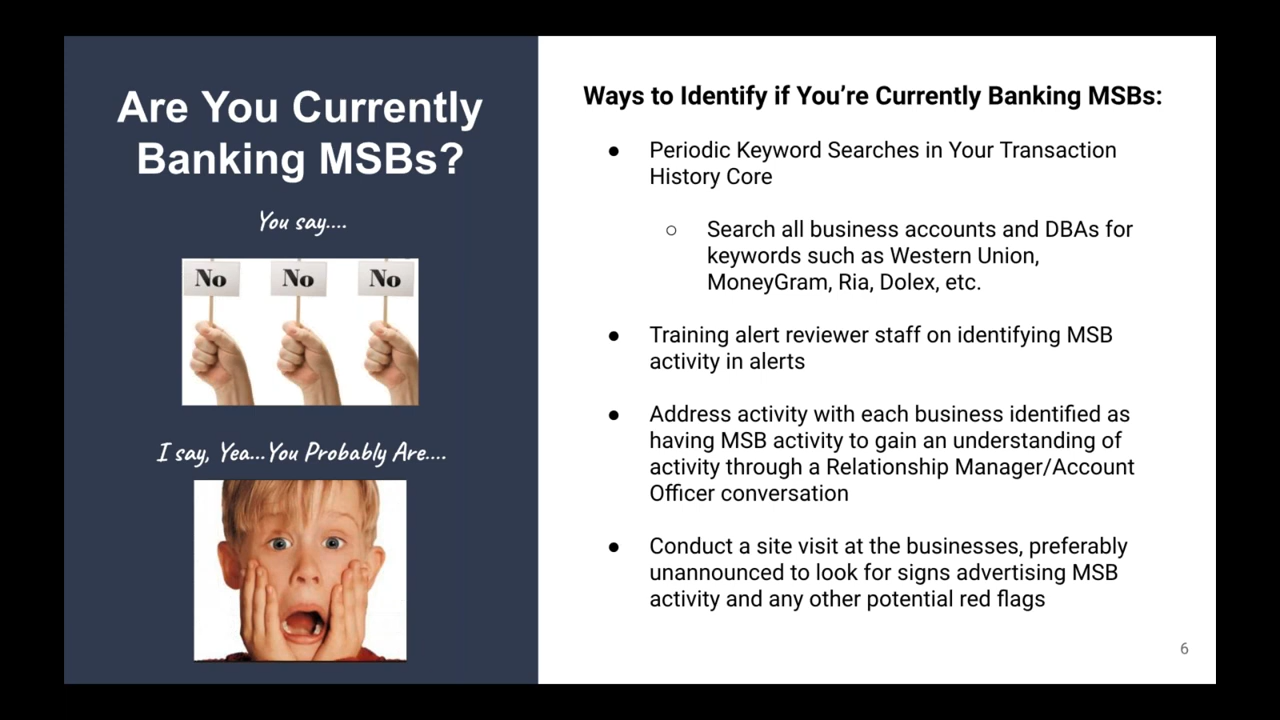 Are You Currently
Banking MSBs?
You say....
No No No
I say, Yea...You Probably Are....
Ways to Identify if You’re Currently Banking MSBs:
● Periodic Keyword Searches in Your Transaction
History Core
○ Search all business accounts and DBAs for
keywords such as Western Union,
MoneyGram, Ria, Dolex, etc.
● Training alert reviewer staff on identifying MSB
activity in alerts
● Address activity with each business identified as
having MSB activity to gain an understanding of
activity through a Relationship Manager/Account
Officer conversation
● Conduct a site visit at the businesses, preferably
unannounced to look for signs advertising MSB
activity and any other potential red flags
6